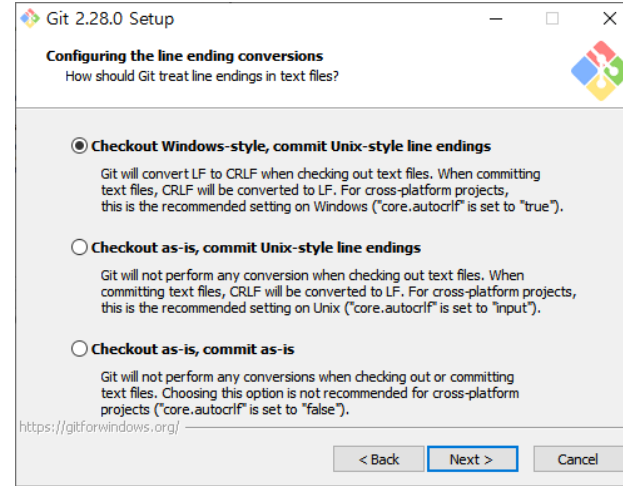 Git 2.28.0 Setup
Configuring the line ending conversions
How should Git treat line endings in text files?
Checkout Windows-style, commit Unix-style line endings
Git will convert LF to CRLF when checking out text files. When committing
text files, CRLF will be converted to LF. For cross-platform projects,
this is the recommended setting on Windows ("core.autocrlf" is set to "true").
Checkout as-is, commit Unix-style line endings
Git will not perform any conversion when checking out text files. When
committing text files, CRLF will be converted to LF. For cross-platform projects,
this is the recommended setting on Unix ("core.autocrlf" is set to "input").
Checkout as-is, commit as-is
Git will not perform any conversions when checking out or committing
text files. Choosing this option is not recommended for cross-platform
projects ("core.autocrlf" is set to "false").
https://gitforwindows.org/
< Back Next > Cancel